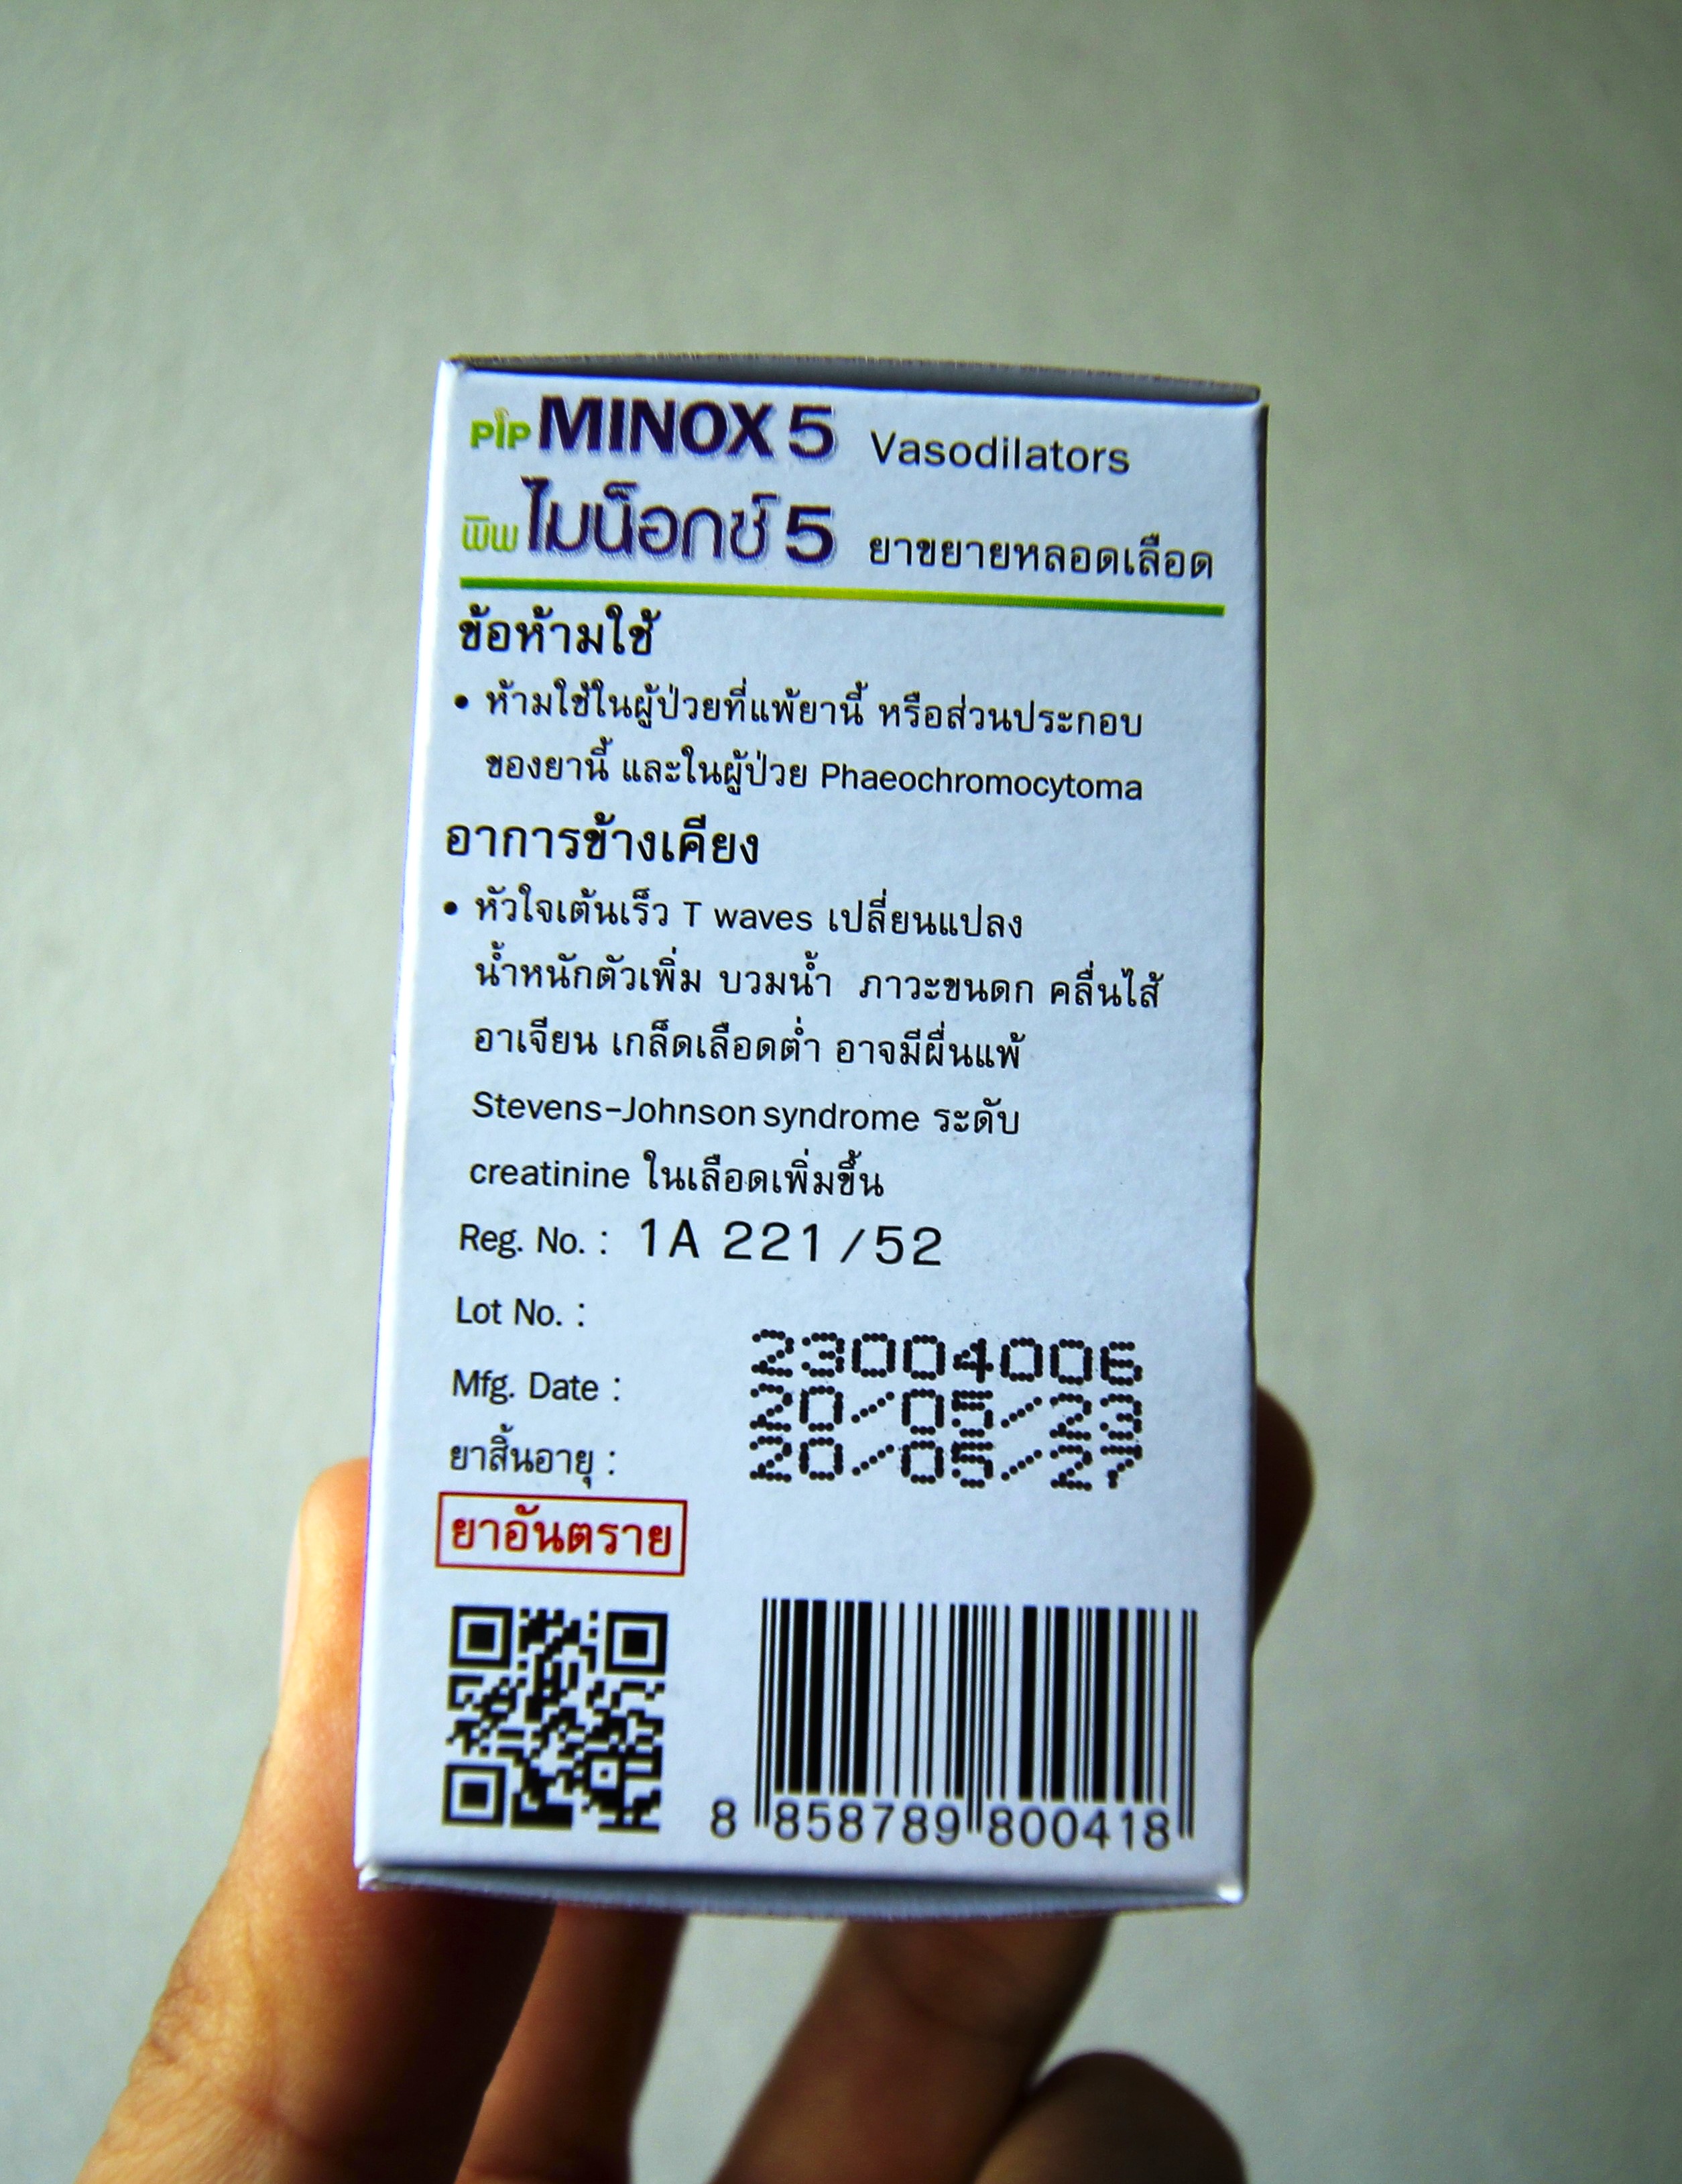 pip MINOX 5 Vasodilators
พิพ ไมน็อกซ์ 5 ยาขยายหลอดเลือด
ข้อห้ามใช้
• ห้ามใช้ในผู้ป่วยที่แพ้ยานี้ หรือส่วนประกอบ
ของยานี้ และในผู้ป่วย Phaeochromocytoma
อาการข้างเคียง
• หัวใจเต้นเร็ว T waves เปลี่ยนแปลง
น้ำหนักตัวเพิ่ม บวมน้ำ ภาวะขนดก คลื่นไส้
อาเจียน เกล็ดเลือดต่ำ อาจมีผื่นแพ้
Stevens-Johnson syndrome ระดับ
creatinine ในเลือดเพิ่มขึ้น
Reg. No. : 1A 221/52
Lot No. : 23004006
Mfg. Date : 20/05/23
ยาสิ้นอายุ : 20/05/27
ยาอันตราย
8 858789 800418